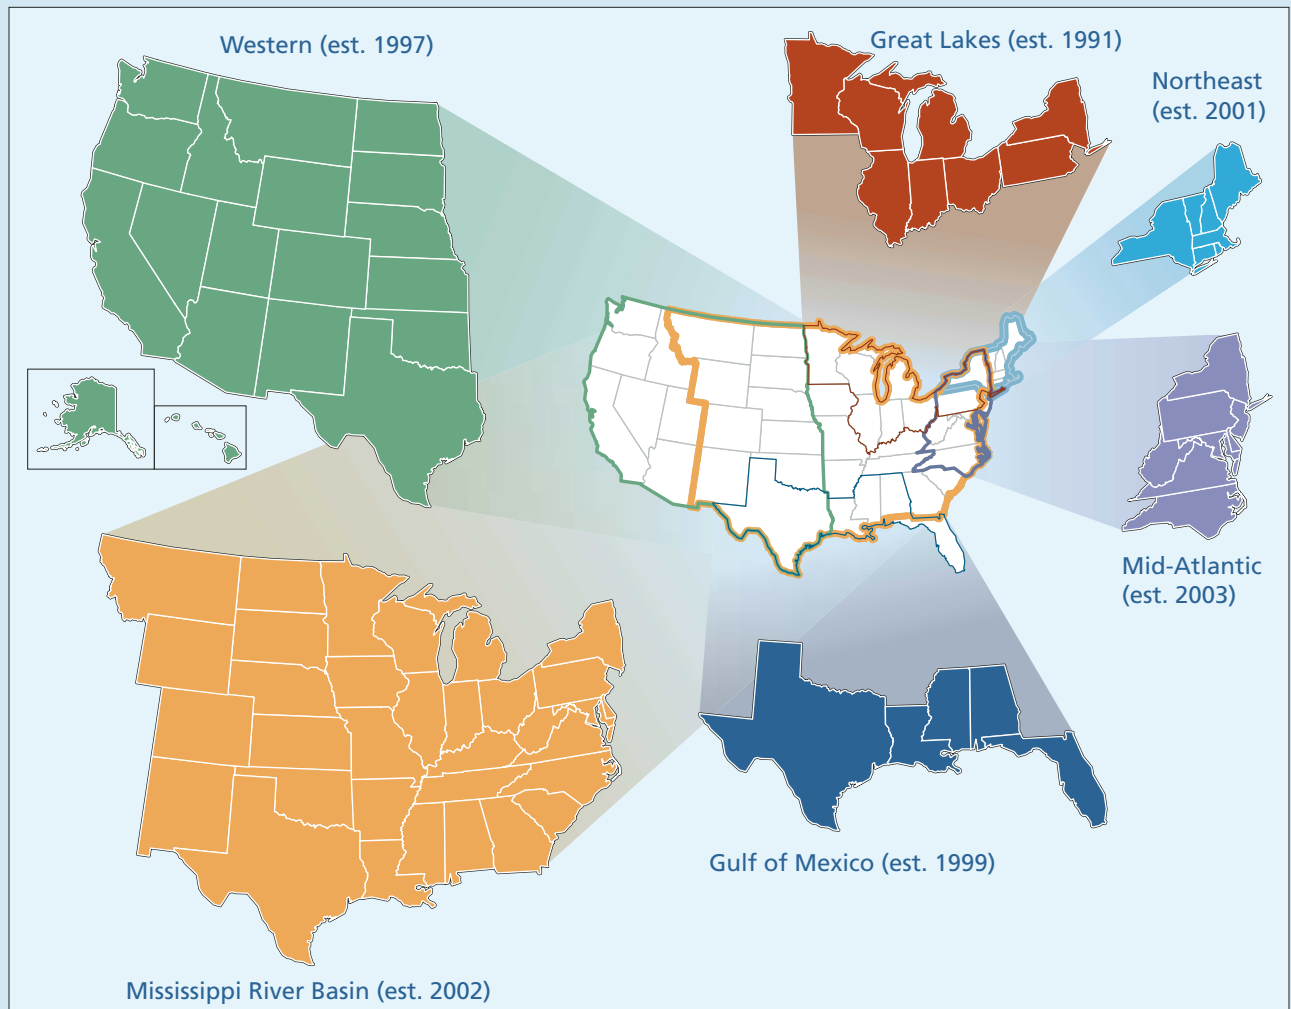 Western (est. 1997)
Great Lakes (est. 1991)
Northeast
(est. 2001)
Mid-Atlantic
(est. 2003)
Gulf of Mexico (est. 1999)
Mississippi River Basin (est. 2002)